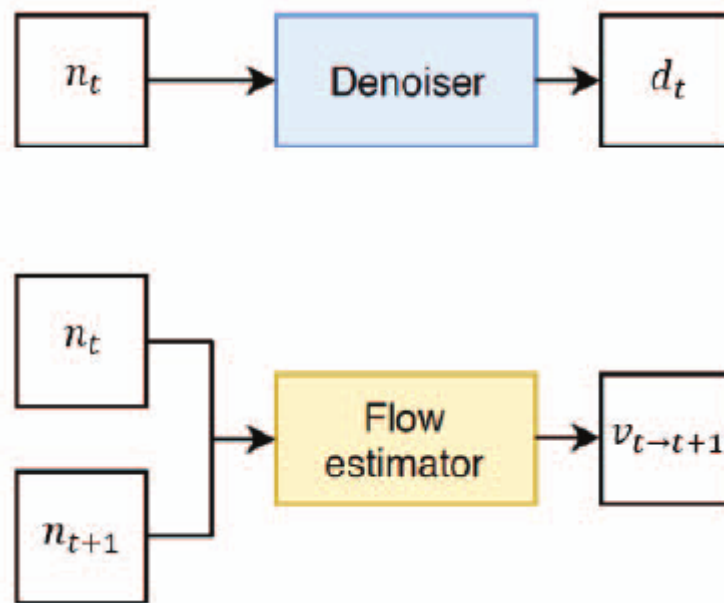 n_t
Denoiser
d_t
n_t
Flow
estimator
v_{t→t+1}
n_{t+1}